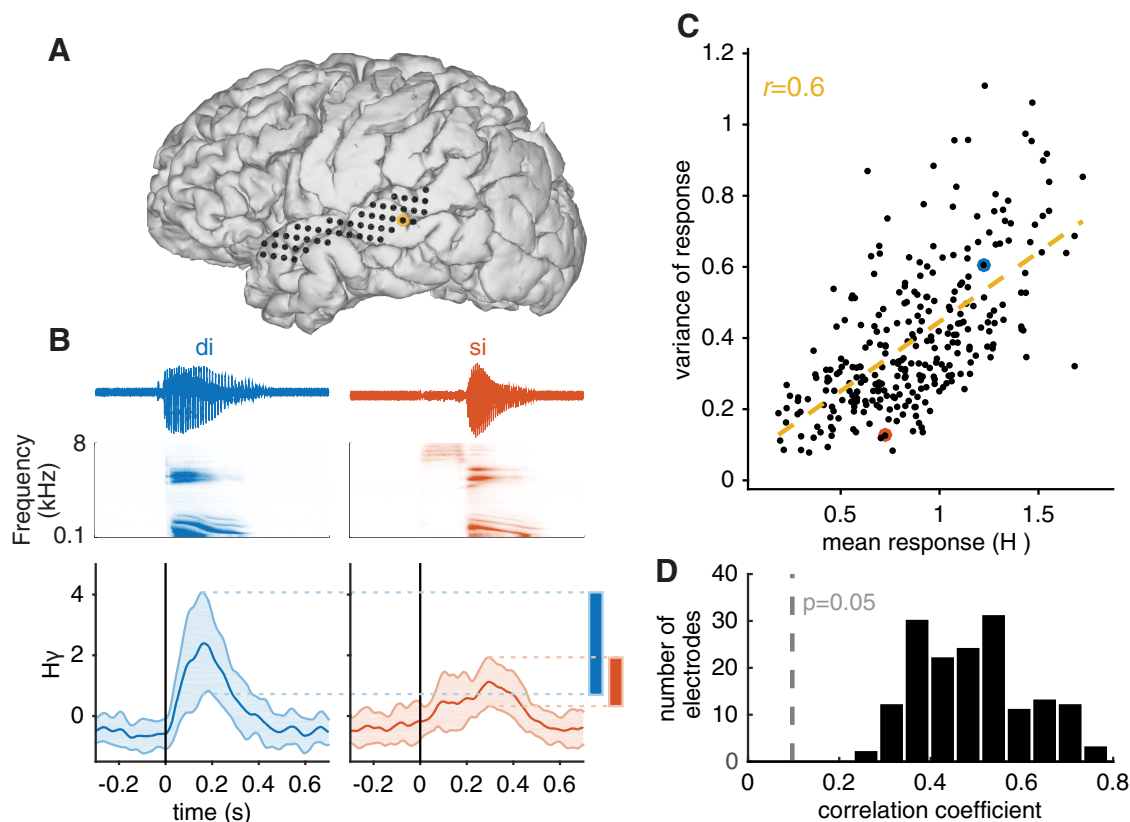 A
B
di
si
8
Frequency
(kHz)
0.1
4
2
0
Hγ
-0.2 0 0.2 0.4 0.6
-0.2 0 0.2 0.4 0.6
time (s)
C
1.2
1
0.8
0.6
0.4
0.2
0
r=0.6
variance of response
0.5 1 1.5
mean response (H )
D
40
30
20
10
0
p=0.05
number of
electrodes
0 0.2 0.4 0.6 0.8
correlation coefficient